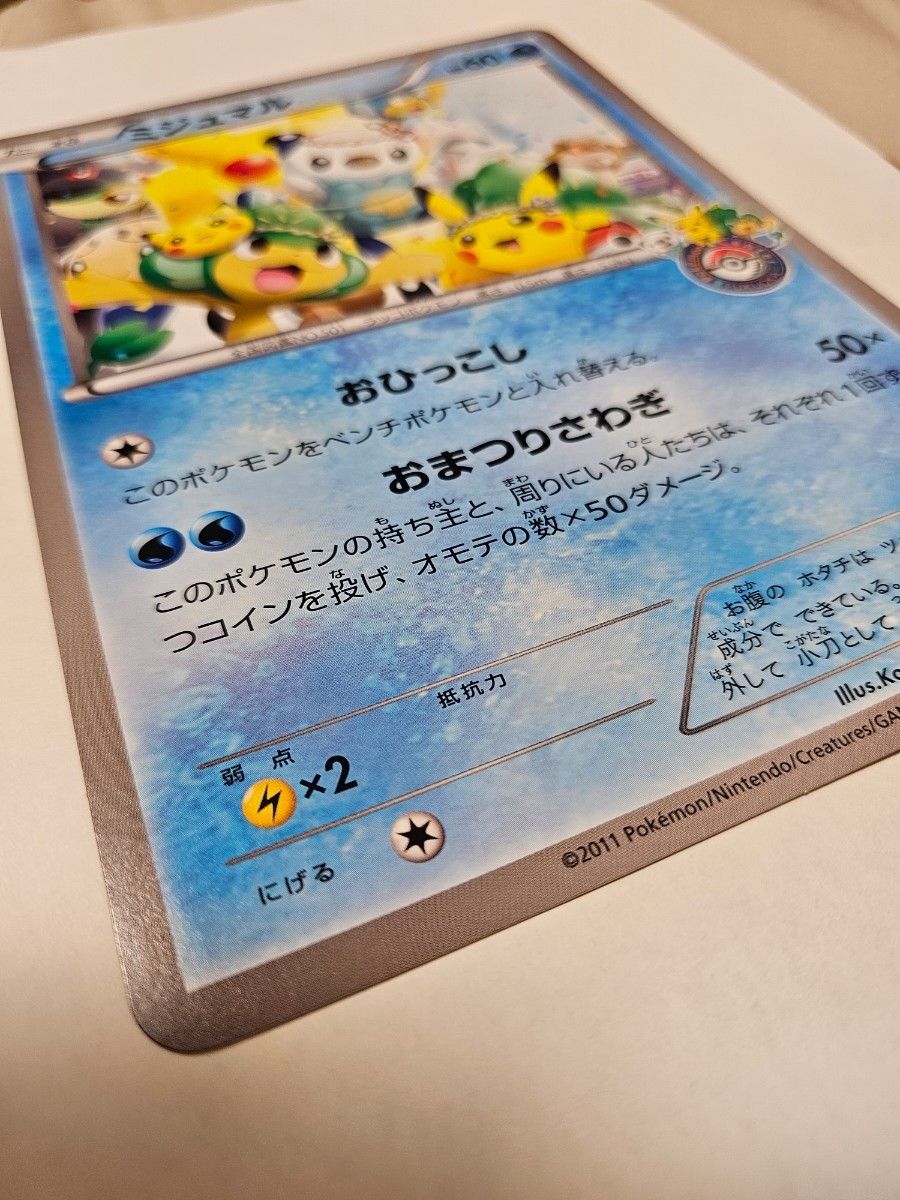 ミジュマル
おひっこし
このポケモンをベンチポケモンと入れ替える。
おまつりさわぎ 50×
このポケモンの持ち主と、周りにいる人たちは、それぞれ1回ず
つコインを投げ、オモテの数×50ダメージ。
お腹の ホタチは ツ
成分で できている。
外して 小刀として
弱点
×2
抵抗力
にげる
Illus.Ko
©2011 Pokémon/Nintendo/Creatures/GA